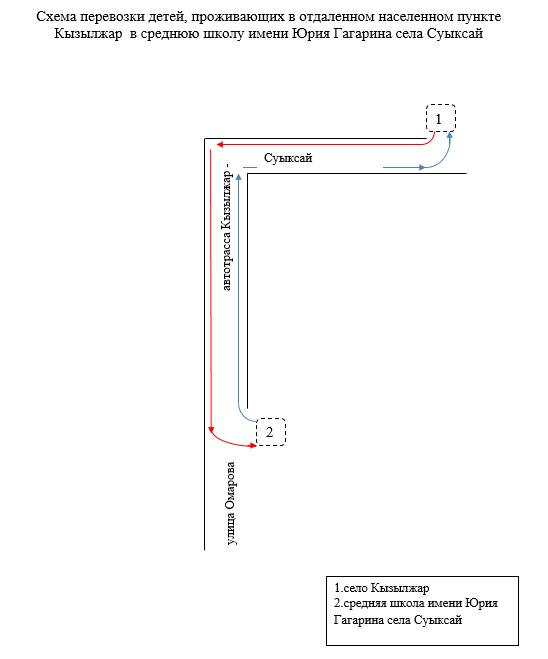 Схема перевозки детей, проживающих в отдаленном населенном пункте
Кызылжар в среднюю школу имени Юрия Гагарина села Суыксай
1
Суыксай
автотрасса Кызылжар -
2
улица Омарова
1.село Кызылжар
2.средняя школа имени Юрия
Гагарина села Суыксай